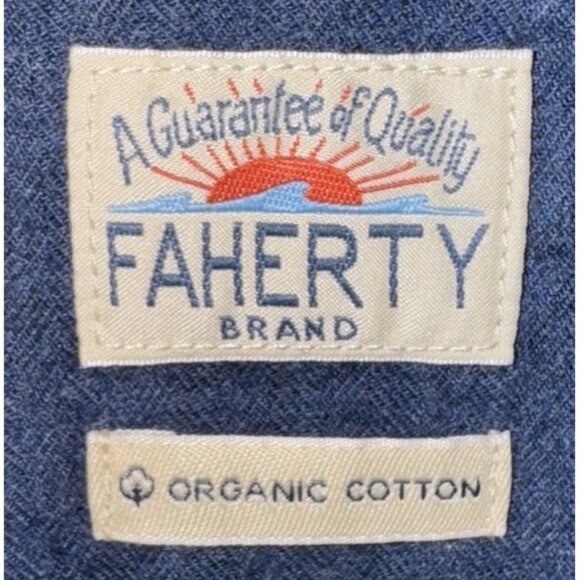 A Guarantee of Quality
FAHERTY
BRAND
ORGANIC COTTON